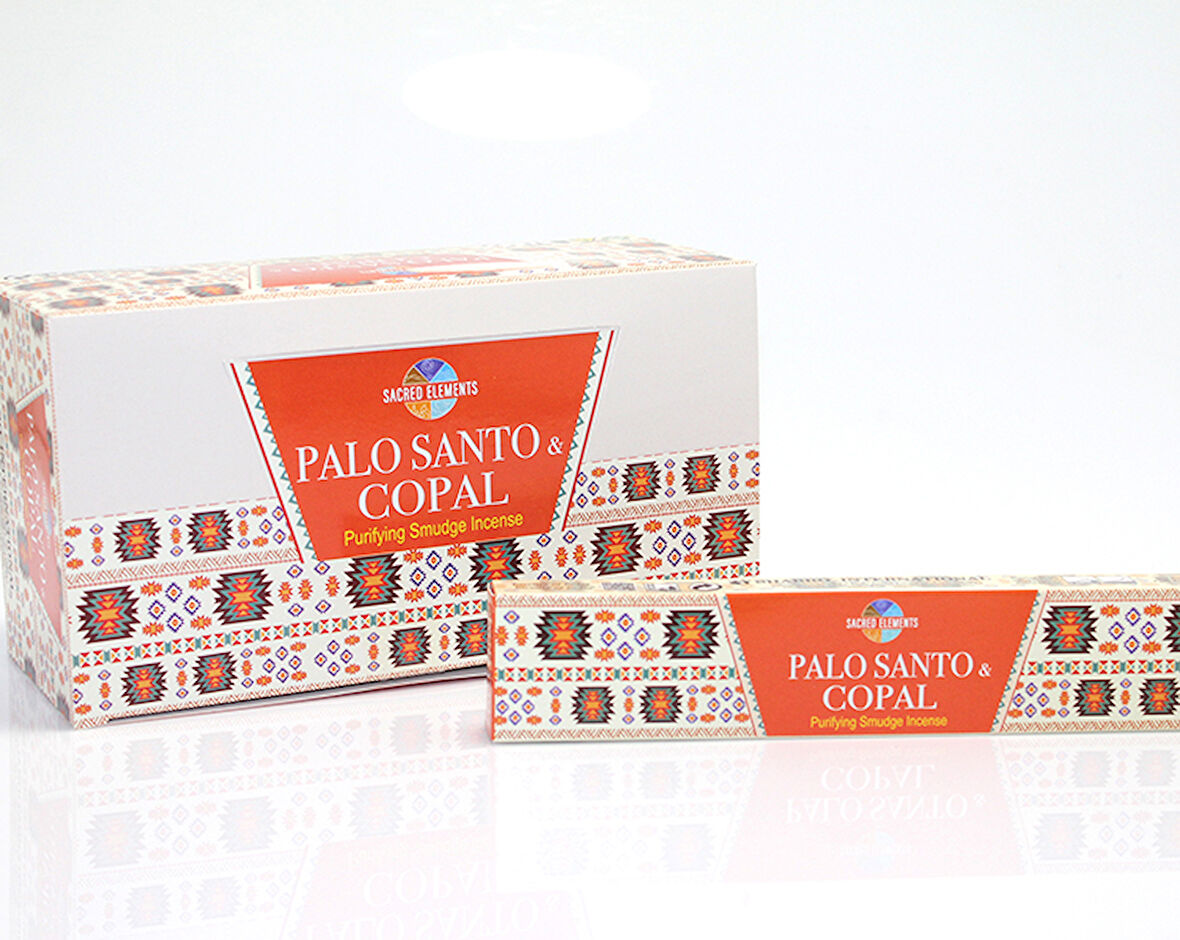 SACRED ELEMENTS
PALO SANTO &
COPAL
Purifying Smudge Incense
SACRED ELEMENTS
PALO SANTO &
COPAL
Purifying Smudge Incense